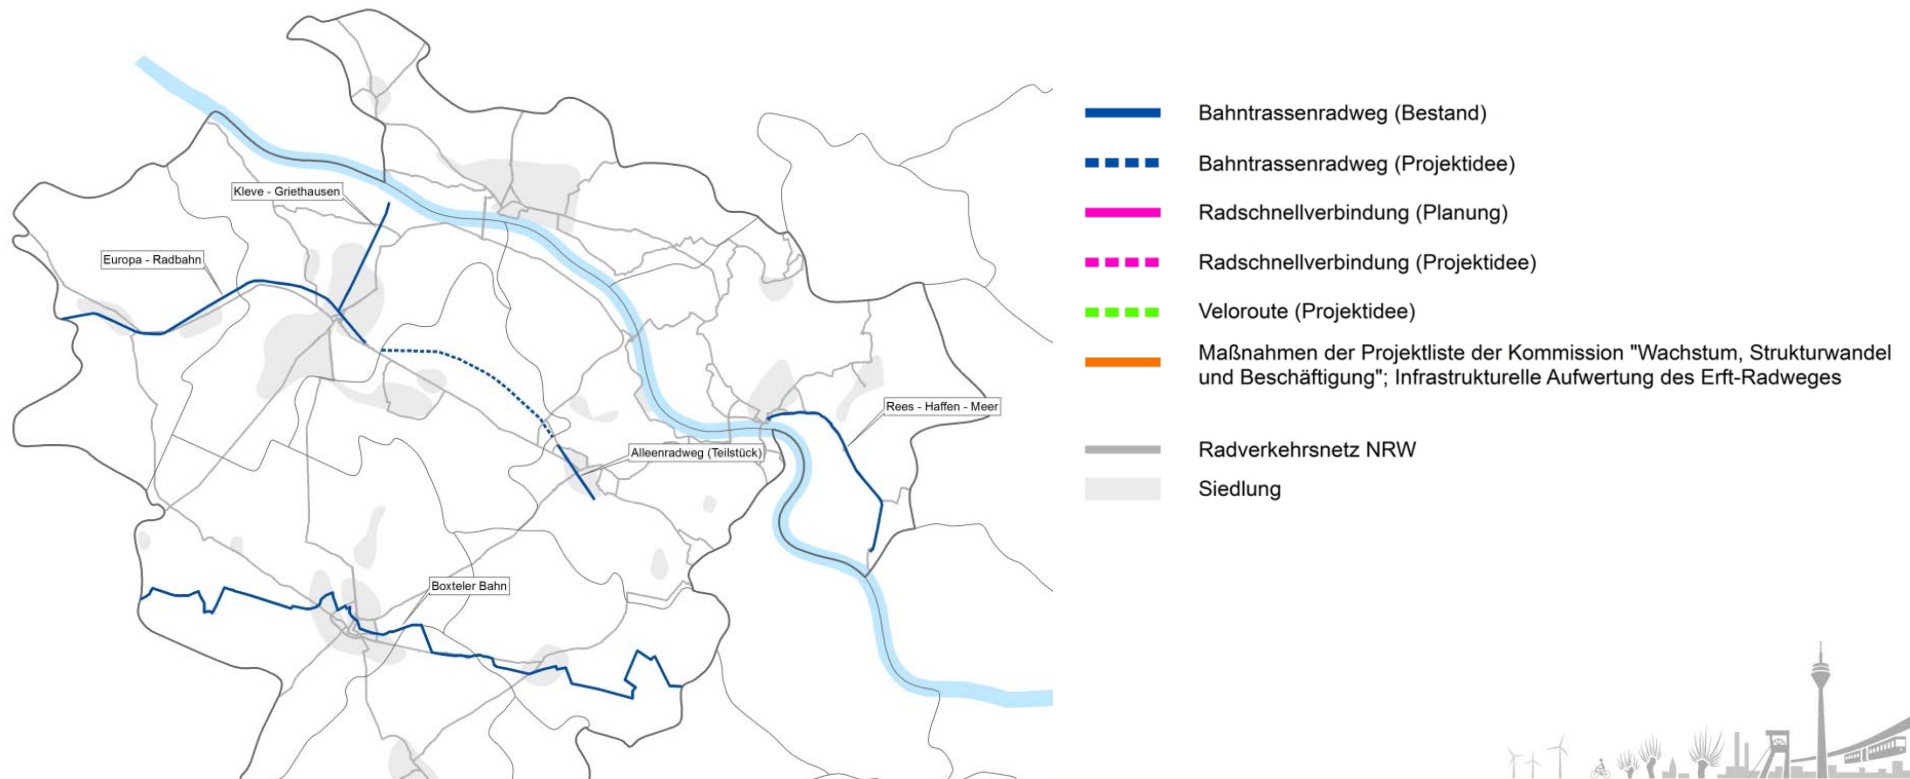 Kleve - Griethausen
Europa - Radbahn
Rees - Haffen - Meer
Alleenradweg (Teilstück)
Boxteler Bahn
Bahntrassenradweg (Bestand)
Bahntrassenradweg (Projektidee)
Radschnellverbindung (Planung)
Radschnellverbindung (Projektidee)
Veloroute (Projektidee)
Maßnahmen der Projektliste der Kommission "Wachstum, Strukturwandel
und Beschäftigung"; Infrastrukturelle Aufwertung des Erft-Radweges
Radverkehrsnetz NRW
Siedlung